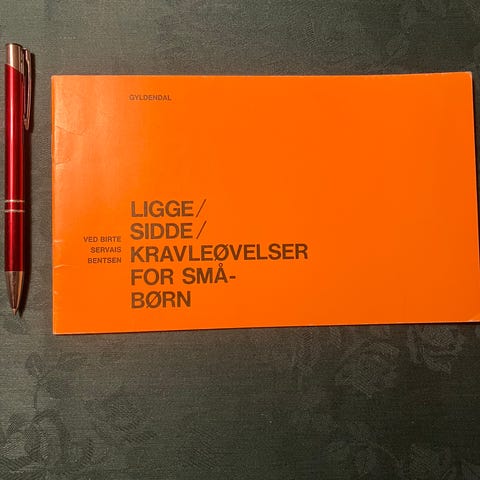 GYLDENDAL
VED BIRTE
SERVAIS
BENTSEN
LIGGE/
SIDDE/
KRAVLEØVELSER
FOR SMÅ-
BØRN